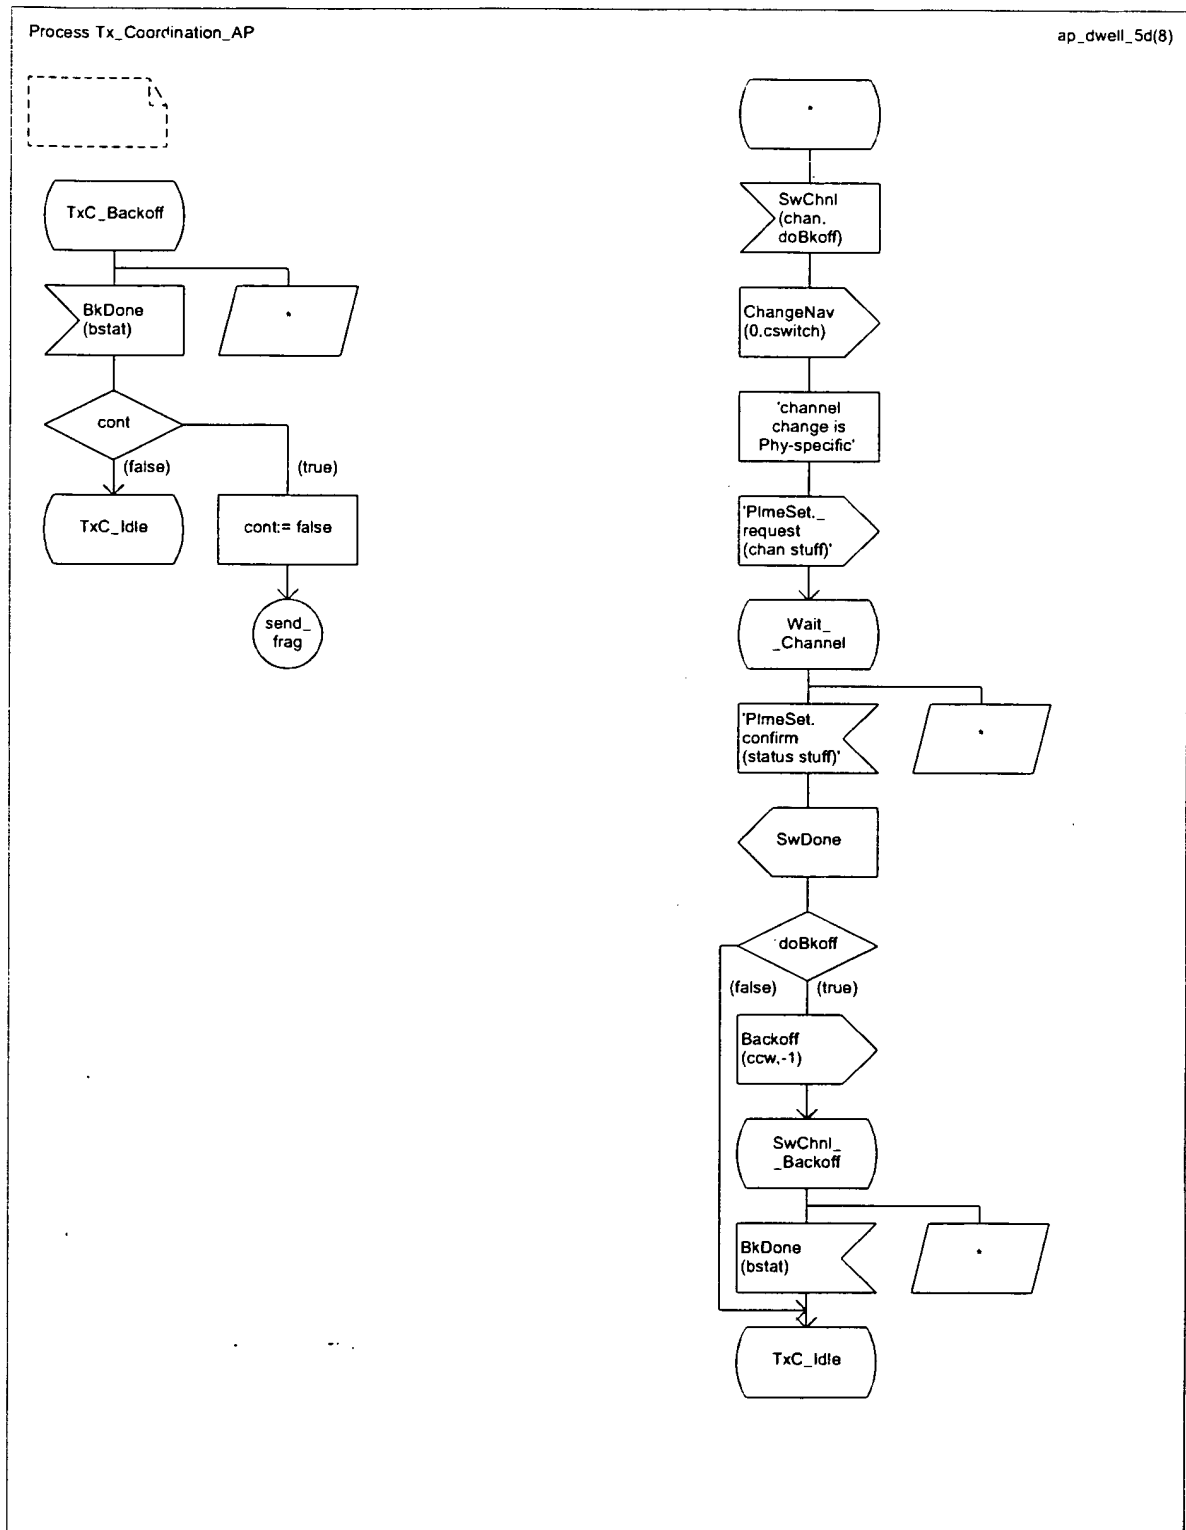 Process Tx_Coordination_AP
ap_dwell_5d(8)
TxC_Backoff
BkDone
(bstat)
*
cont
(false)
(true)
TxC_Idle
cont:= false
send_
frag
*
SwChnl
(chan,
doBkoff)
ChangeNav
(0,cswitch)
'channel
change is
Phy-specific'
'PlmeSet._
request
(chan stuff)'
Wait_
_Channel
'PlmeSet.
confirm
(status stuff)'
*
SwDone
doBkoff
(false)
(true)
Backoff
(ccw,-1)
SwChnl_
_Backoff
BkDone
(bstat)
*
TxC_Idle